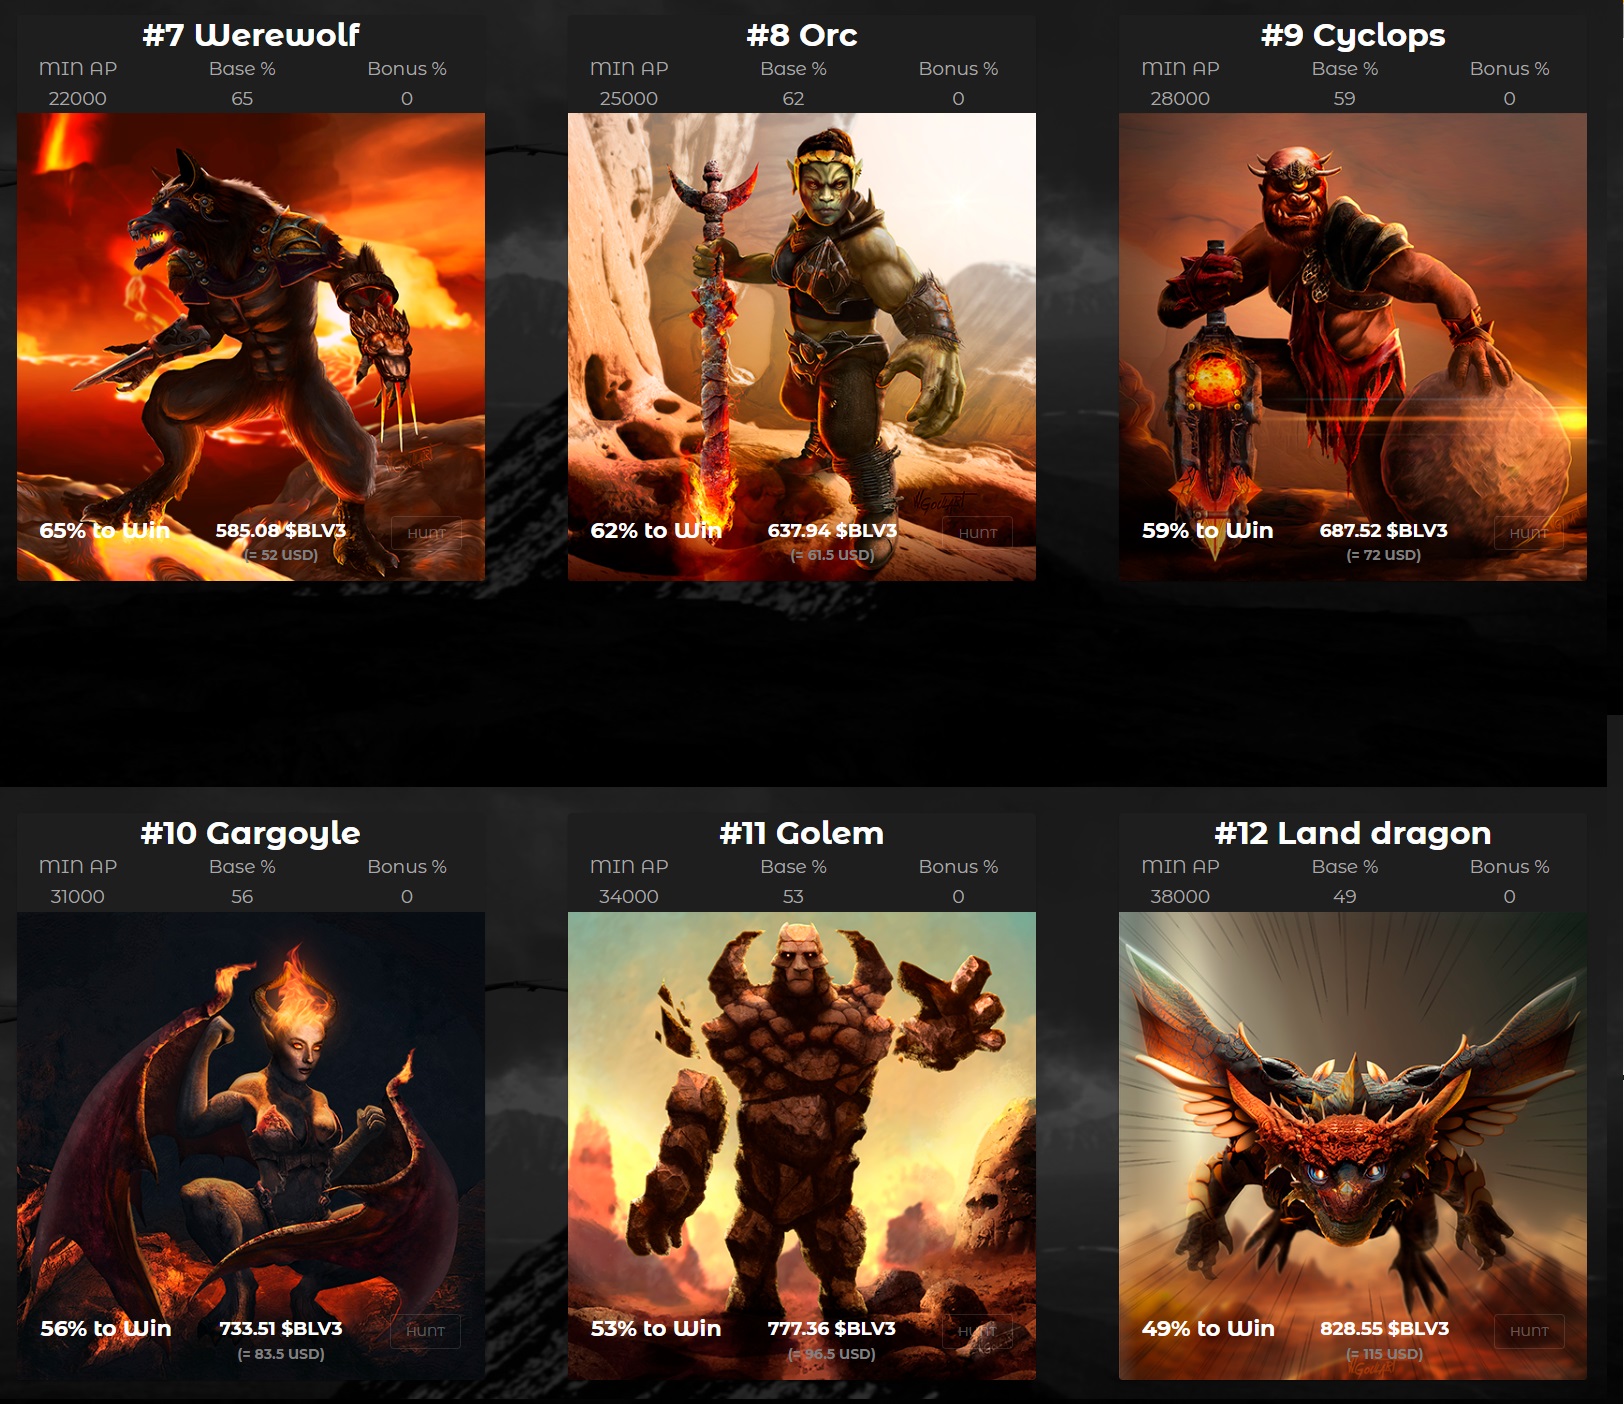 #7 Werewolf
MIN AP Base % Bonus %
22000 65 0
65% to Win 585.08 $BLV3 HUNT
(= 52 USD)
#8 Orc
MIN AP Base % Bonus %
25000 62 0
62% to Win 637.94 $BLV3 HUNT
(= 61.5 USD)
#9 Cyclops
MIN AP Base % Bonus %
28000 59 0
59% to Win 687.52 $BLV3 HUNT
(= 72 USD)
#10 Gargoyle
MIN AP Base % Bonus %
31000 56 0
56% to Win 733.51 $BLV3 HUNT
(= 83.5 USD)
#11 Golem
MIN AP Base % Bonus %
34000 53 0
53% to Win 777.36 $BLV3 HUNT
(= 96.5 USD)
#12 Land dragon
MIN AP Base % Bonus %
38000 49 0
49% to Win 828.55 $BLV3 HUNT
(= 115 USD)